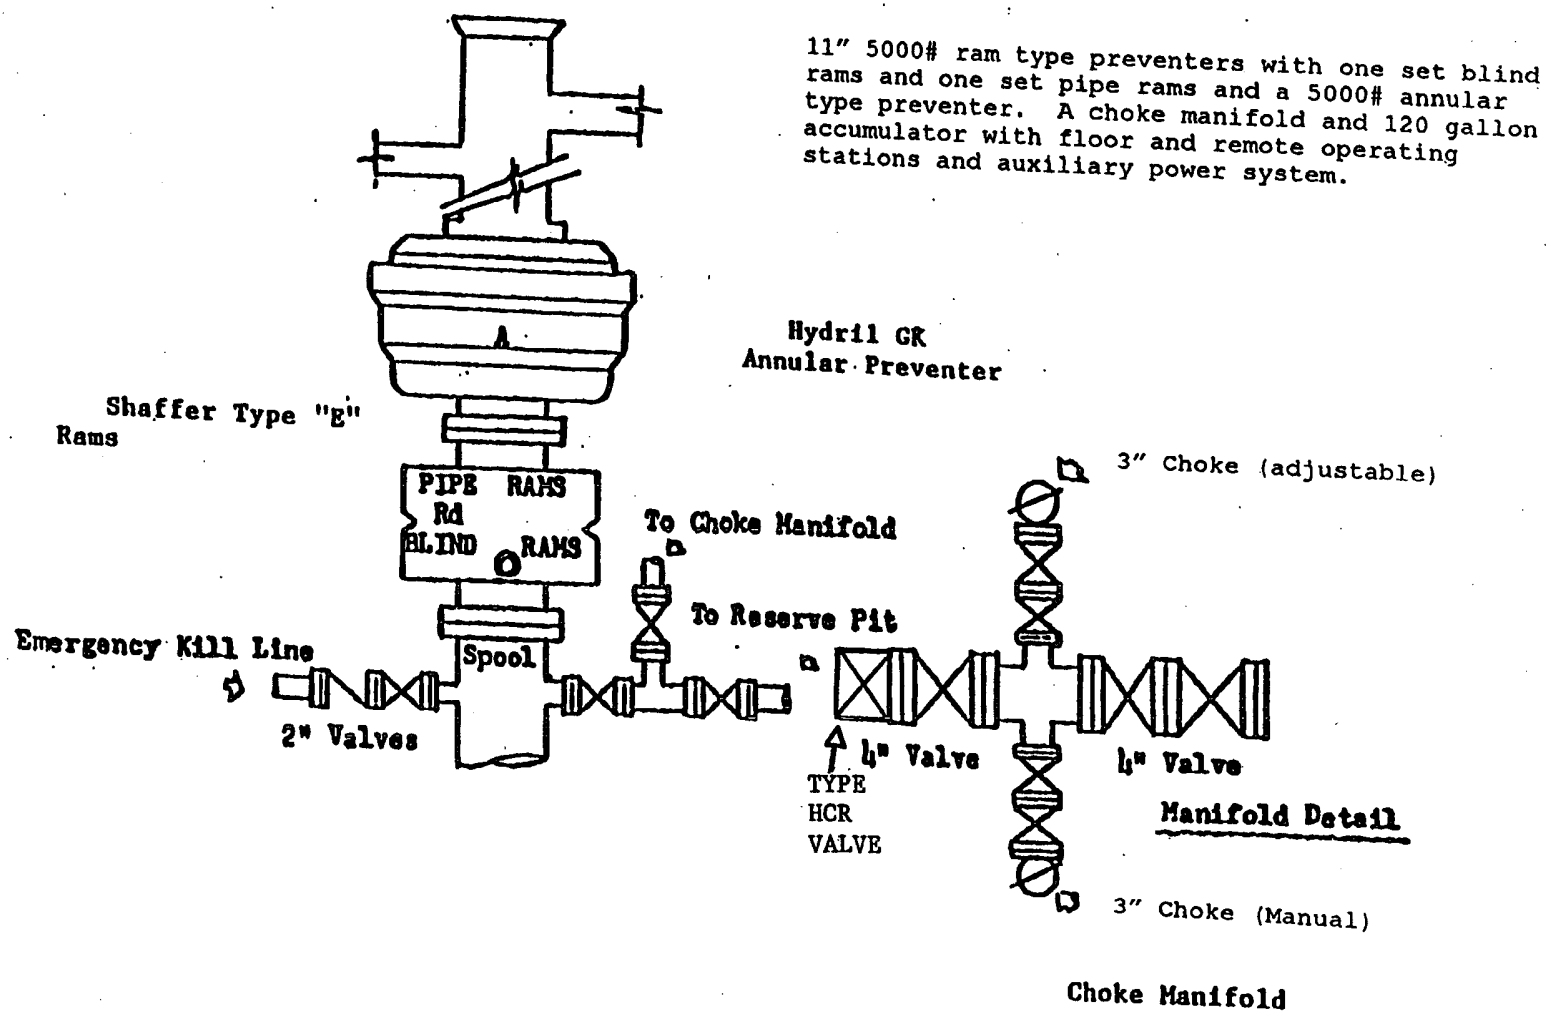 11" 5000# ram type preventers with one set blind
rams and one set pipe rams and a 5000# annular
type preventer. A choke manifold and 120 gallon
accumulator with floor and remote operating
stations and auxiliary power system.
A
Hydril GK
Annular Preventer
Shaffer Type "E"
Rams
PIPE RAMS
Rd
BLIND RAMS
To Choke Manifold
3" Choke (adjustable)
To Reserve Pit
Emergency Kill Line
Spool
2" Valves
4" Valve
4" Valve
TYPE
HCR
VALVE
Manifold Detail
3" Choke (Manual)
Choke Manifold